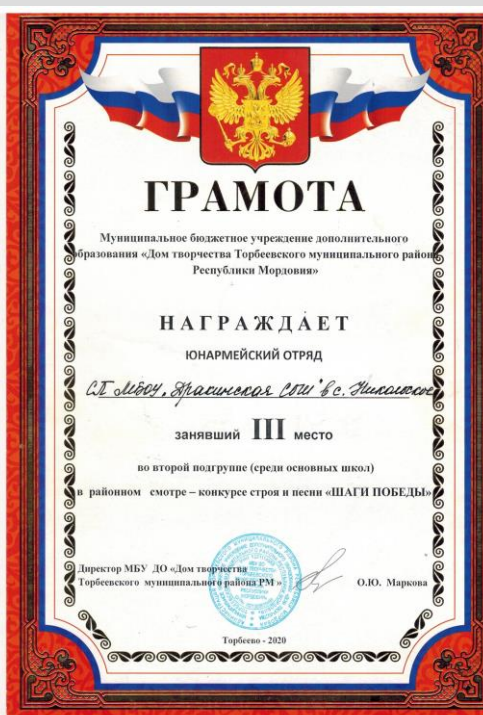 ГРАМОТА
Муниципальное бюджетное учреждение дополнительного
образования «Дом творчества Торбеевского муниципального района
Республики Мордовия»
НАГРАЖДАЕТ
ЮНАРМЕЙСКИЙ ОТРЯД
СП МБОУ „Дракинская СОШ" в с. Никольское
занявший III место
во второй подгруппе (среди основных школ)
в районном смотре – конкурсе строя и песни «ШАГИ ПОБЕДЫ»
Директор МБУ ДО «Дом творчества
Торбеевского муниципального района РМ» О.Ю. Маркова
Торбеево - 2020